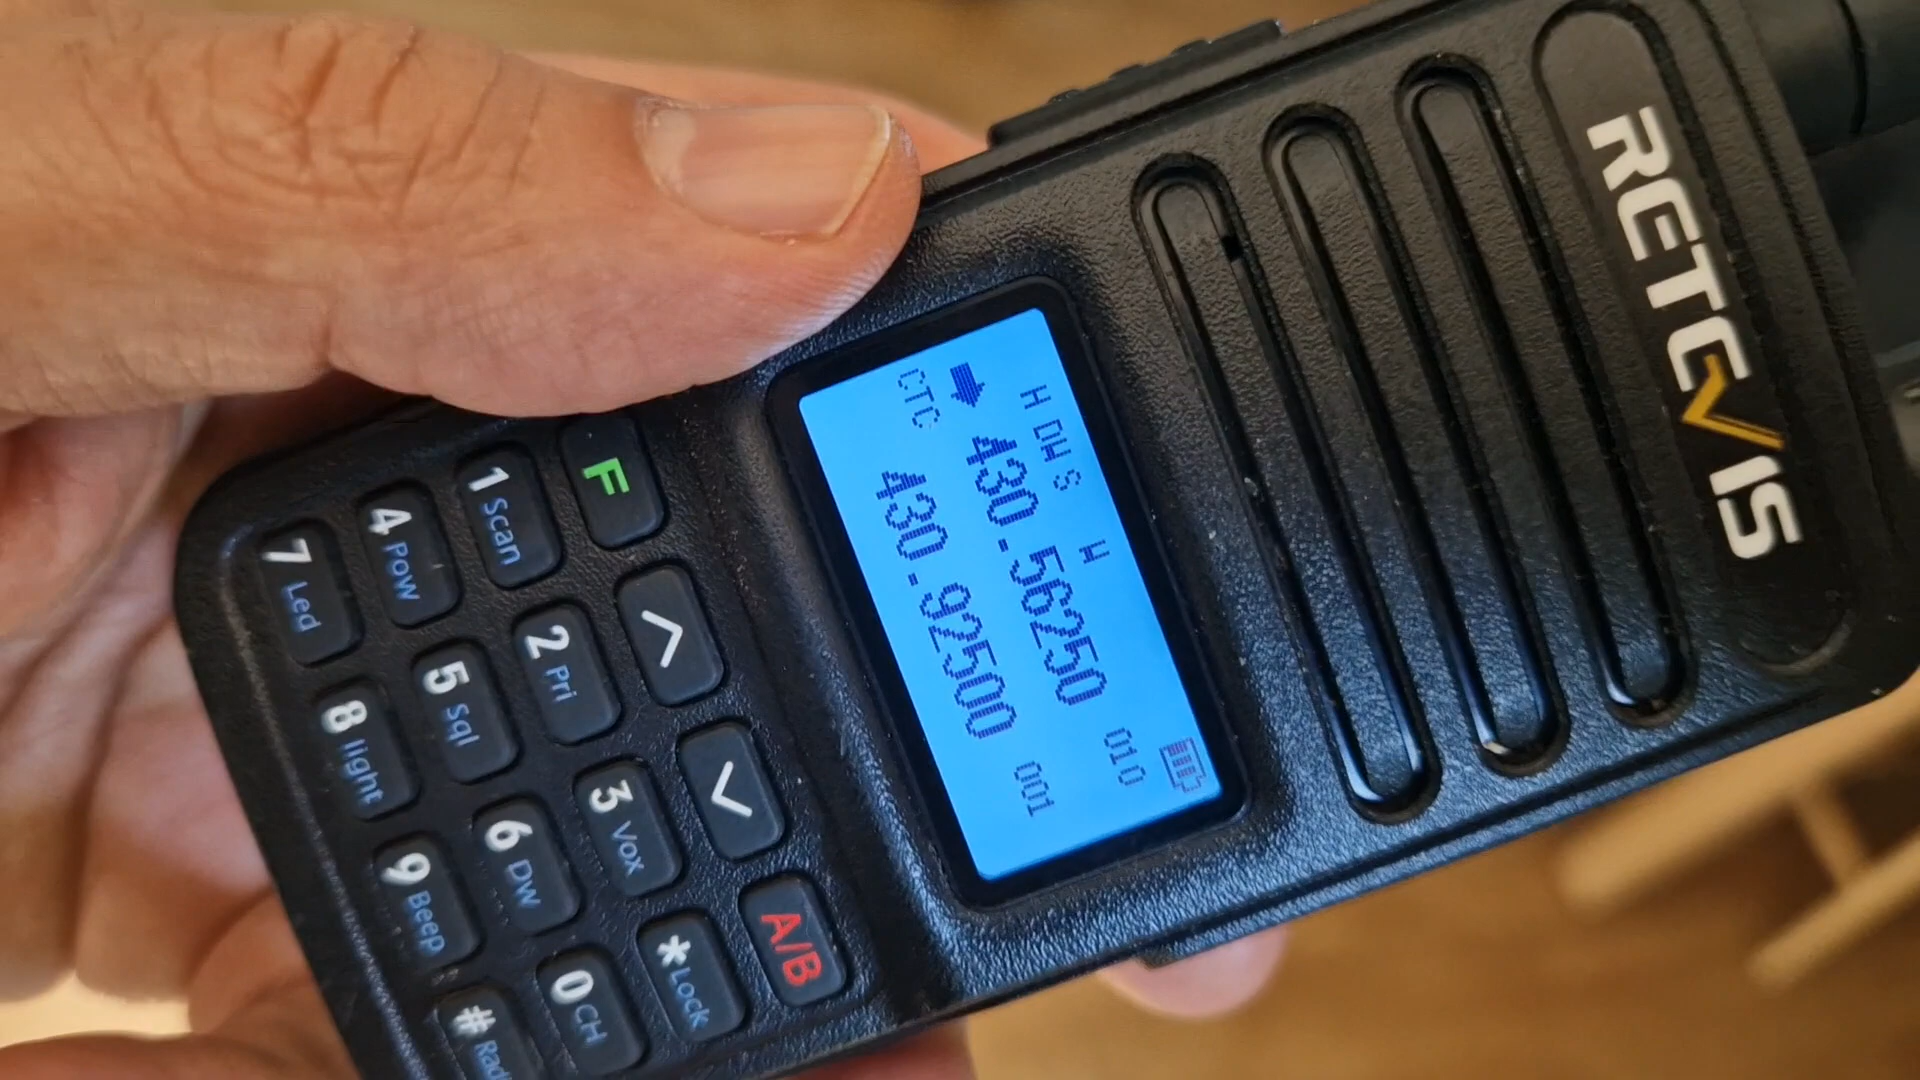 RETEVIS
H DW S H
430.56250 010
CTC 430.92500 001
F
A/B
1 Scan 2 Pri 3 Vox *Lock
4 Pow 5 Sql 6 DW 0 CH
7 Led 8 light 9 Beep #